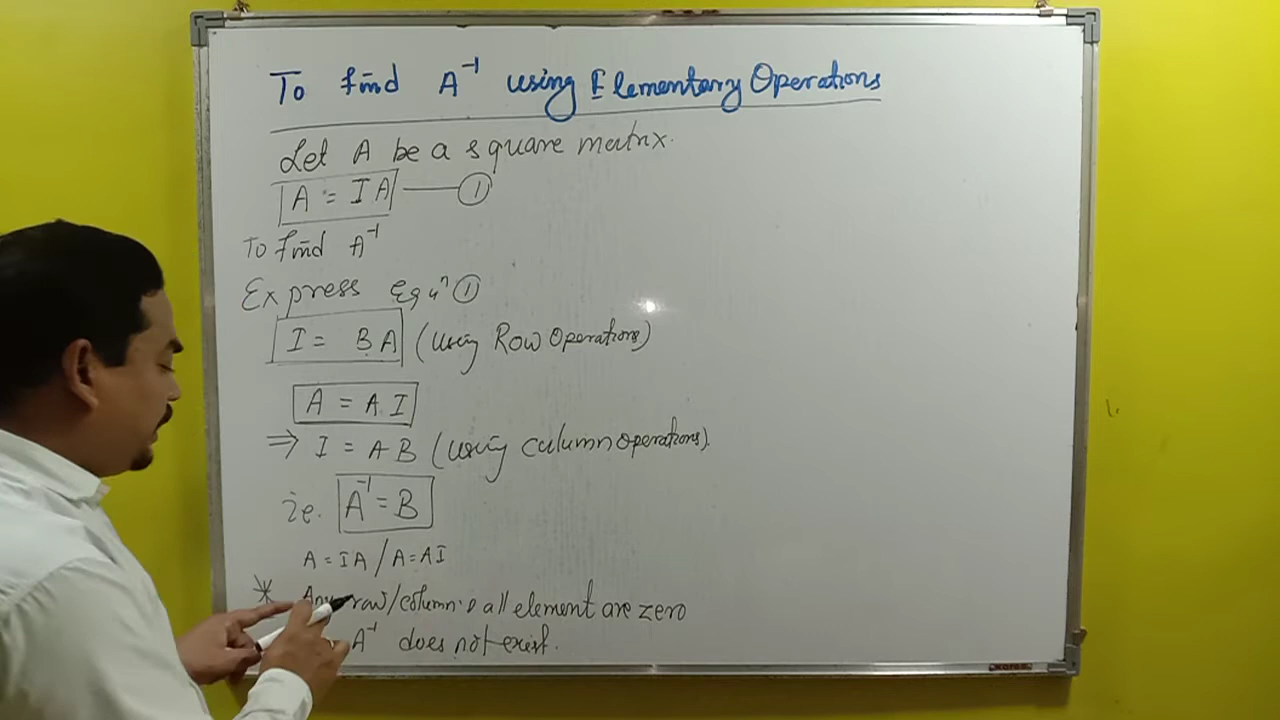 To find A⁻¹ using Elementary Operations
Let A be a square matrix.
A = IA —— ①
To find A⁻¹
Express Equⁿ ①
I = BA (using Row Operations)
A = A.I
⇒ I = AB (using Column operations).
ie. A⁻¹ = B
A = IA / A = AI
* Any row/column's all element are zero
A⁻¹ does not exist.